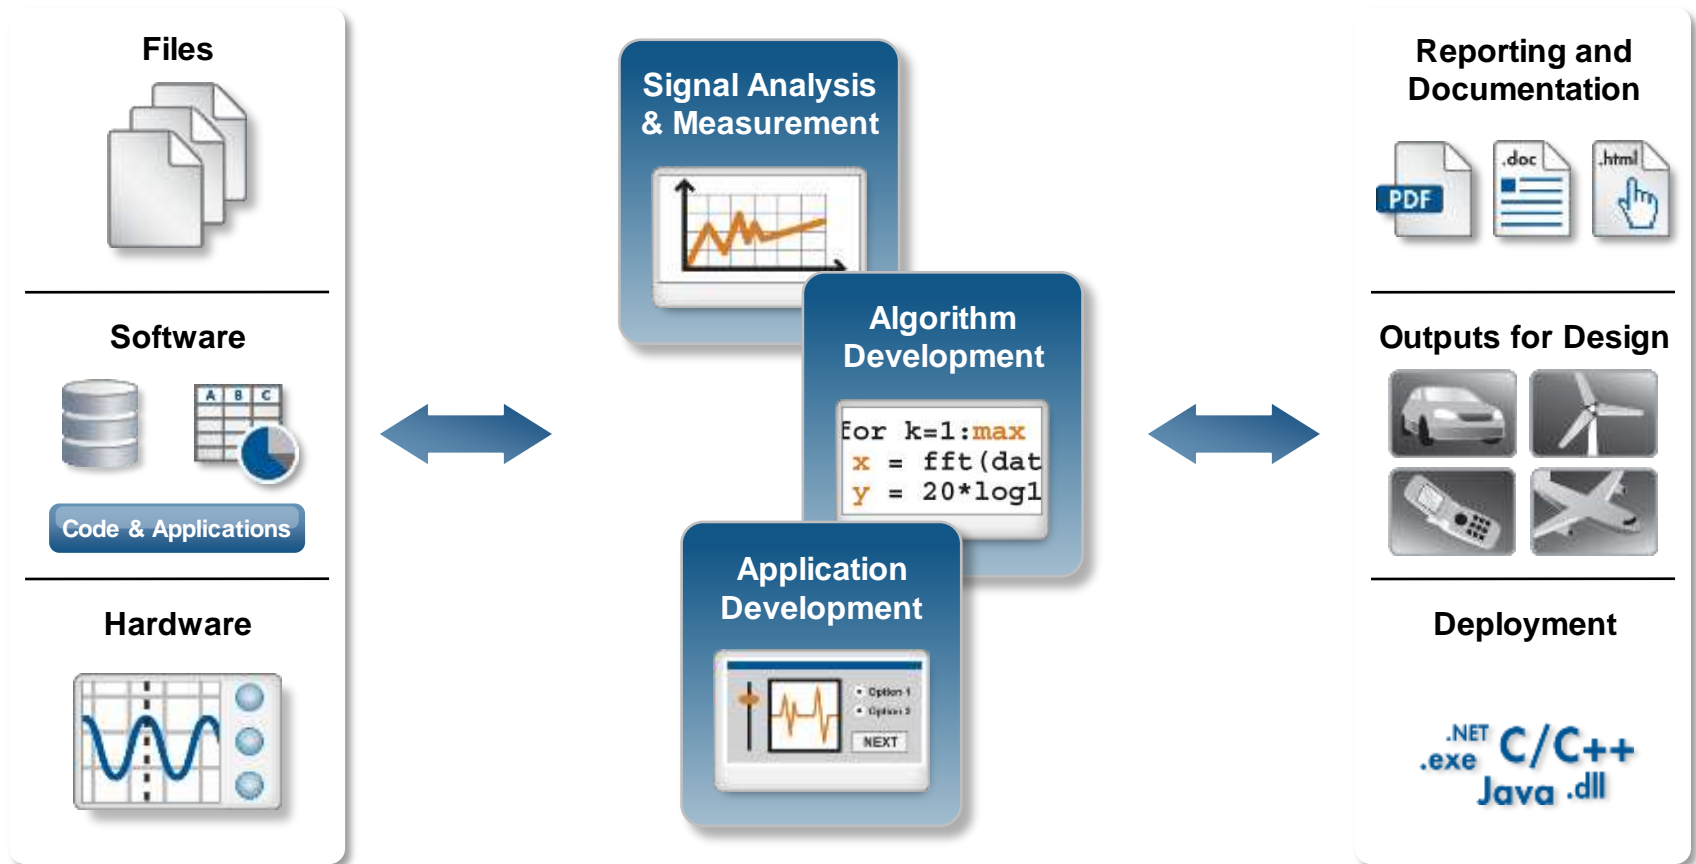 Files
Software
A B C
Code & Applications
Hardware
Signal Analysis
& Measurement
Algorithm
Development
for k=1:max
x = fft(dat
y = 20*log1
Application
Development
Option 1
Option 2
NEXT
Reporting and
Documentation
PDF
.doc
.html
Outputs for Design
Deployment
.NET
.exe
C/C++
Java
.dll